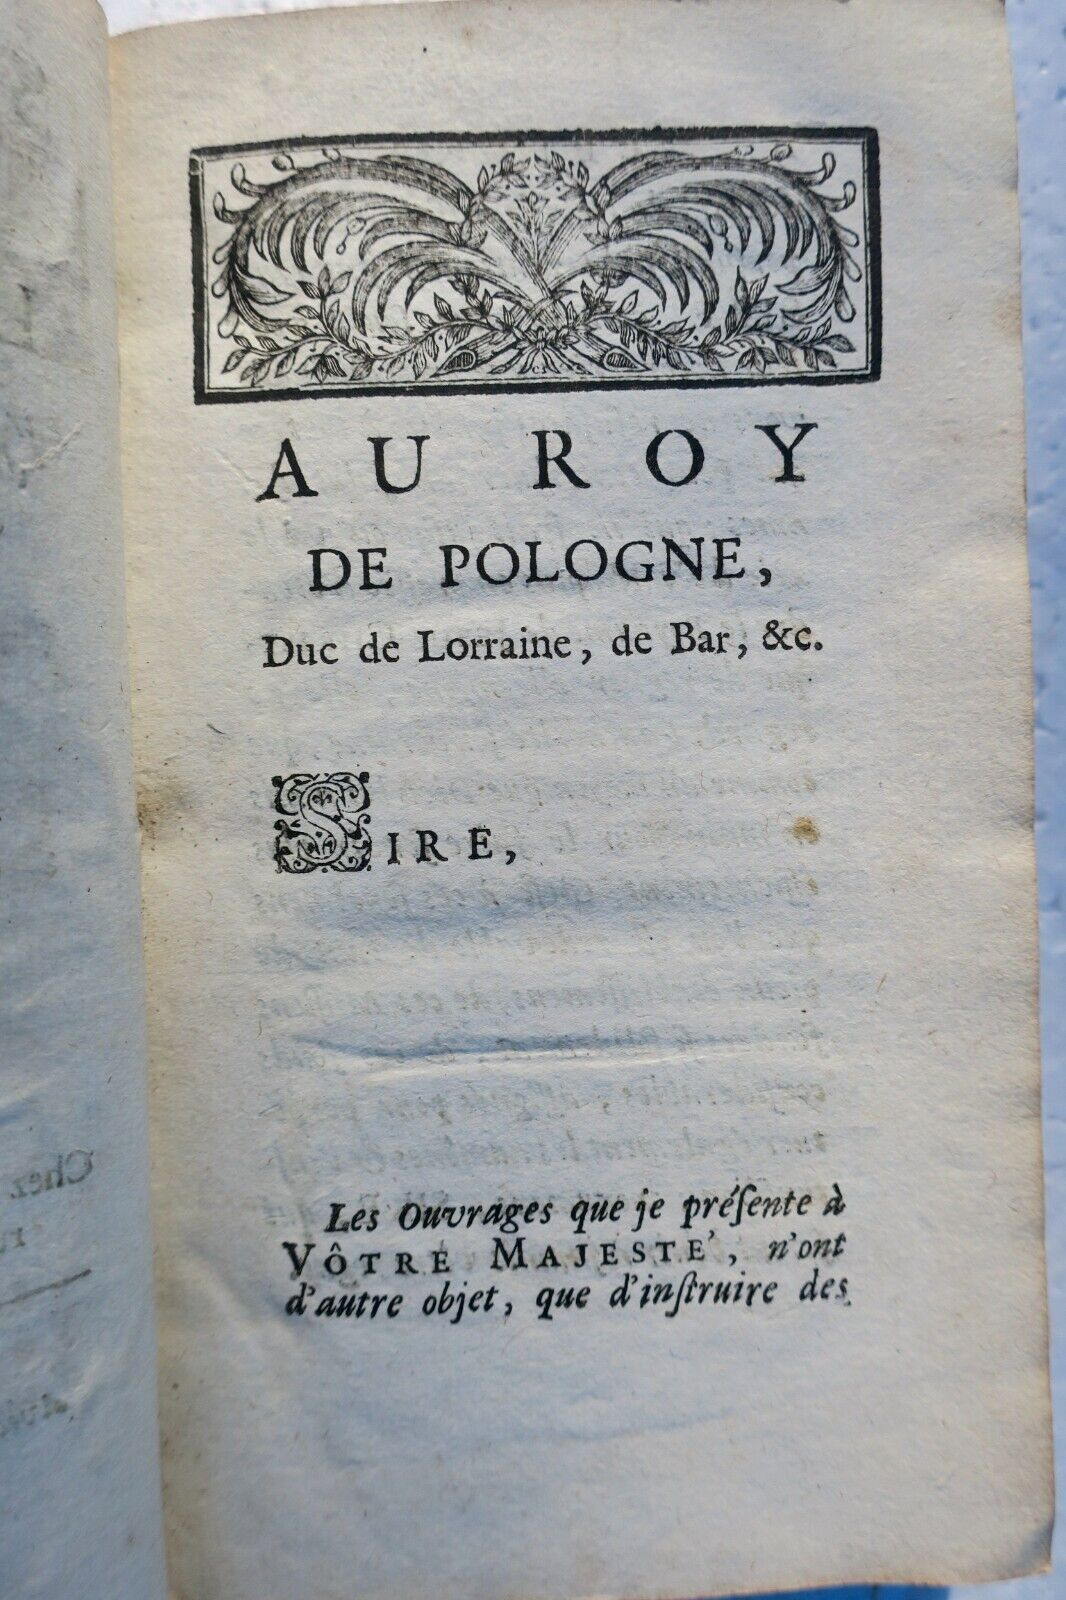 AU ROY
DE POLOGNE,
Duc de Lorraine, de Bar, &c.
SIRE,
Les Ouvrages que je préſente à
VÔTRE MAJESTE', n'ont
d'autre objet, que d'inſtruire des
Chez